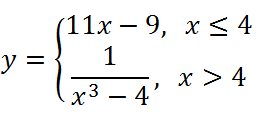 y = { 11x − 9, x ≤ 4
1/(x³ − 4), x > 4